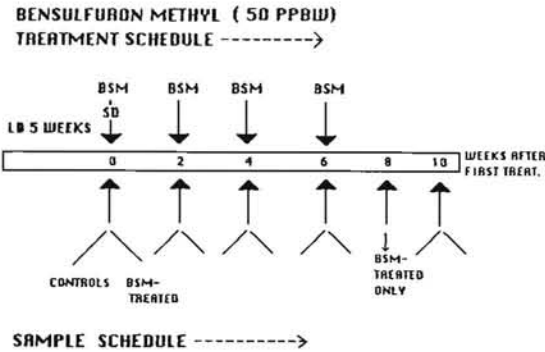 BENSULFURON METHYL (50 PPBW)
TREATMENT SCHEDULE ---------->
BSM BSM BSM BSM
SD
LD 5 WEEKS
0 2 4 6 8 10 WEEKS AFTER
FIRST TREAT.
CONTROLS BSM-
TREATED
BSM-
TREATED
ONLY
SAMPLE SCHEDULE ----------->